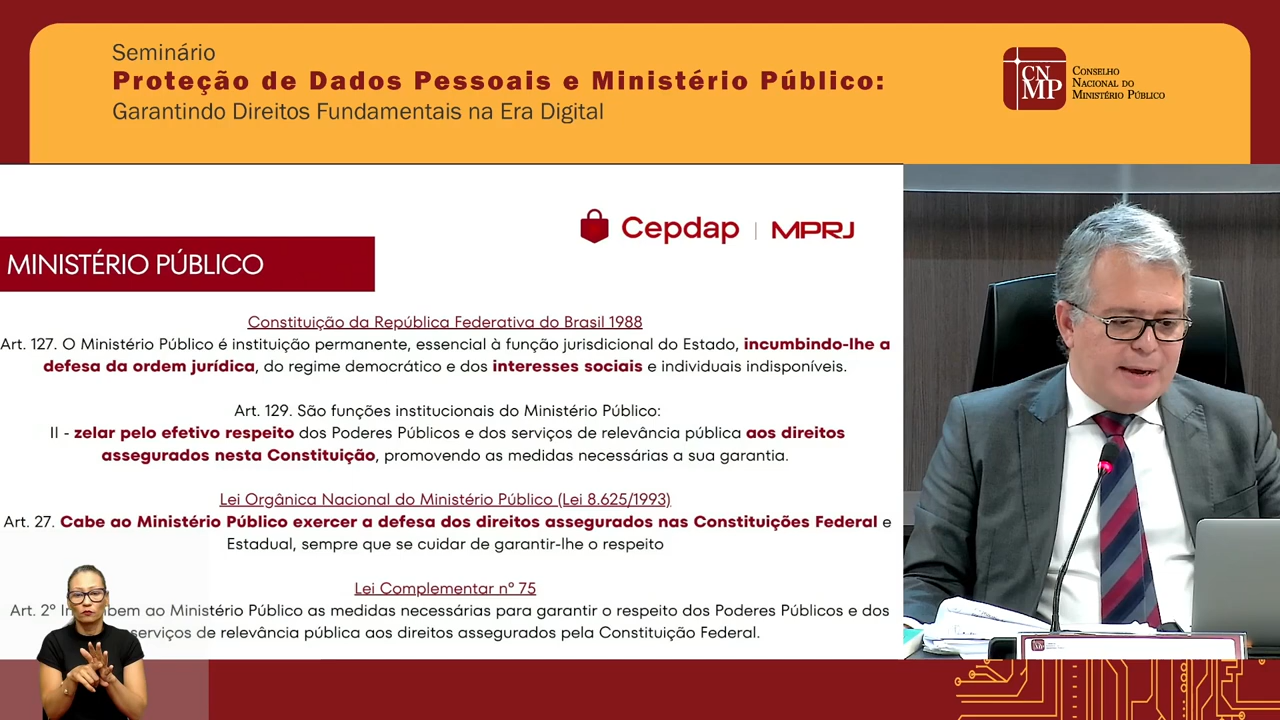 Seminário
Proteção de Dados Pessoais e Ministério Público:
Garantindo Direitos Fundamentais na Era Digital
CN
MP
Conselho
Nacional do
Ministério Público
Cepdap | MPRJ
MINISTÉRIO PÚBLICO
Constituição da República Federativa do Brasil 1988
Art. 127. O Ministério Público é instituição permanente, essencial à função jurisdicional do Estado, incumbindo-lhe a
defesa da ordem jurídica, do regime democrático e dos interesses sociais e individuais indisponíveis.
Art. 129. São funções institucionais do Ministério Público:
II - zelar pelo efetivo respeito dos Poderes Públicos e dos serviços de relevância pública aos direitos
assegurados nesta Constituição, promovendo as medidas necessárias a sua garantia.
Lei Orgânica Nacional do Ministério Público (Lei 8.625/1993)
Art. 27. Cabe ao Ministério Público exercer a defesa dos direitos assegurados nas Constituições Federal e
Estadual, sempre que se cuidar de garantir-lhe o respeito
Lei Complementar nº 75
Art. 2º ao Ministério Público as medidas necessárias para garantir o respeito dos Poderes Públicos e dos
serviços de relevância pública aos direitos assegurados pela Constituição Federal.